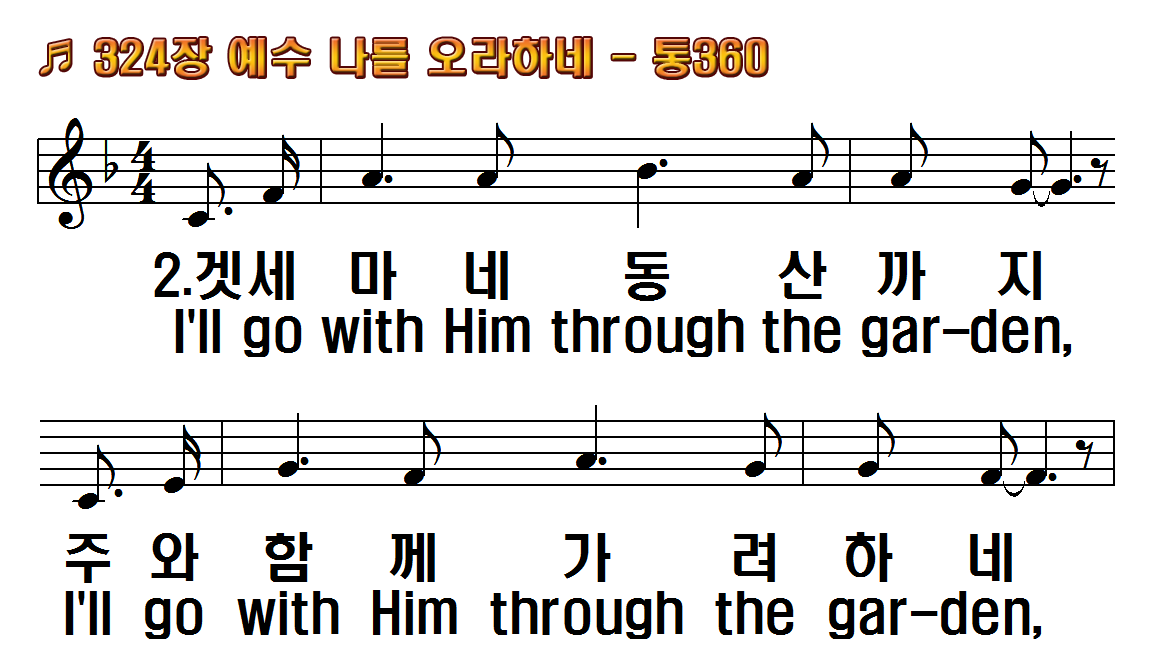 324장 예수 나를 오라하네 - 통360
4
4
2.겟세 마 네 동 산 까 지
I'll go with Him through the gar-den,
주 와 함 께 가 려 하 네
I'll go with Him through the gar-den,